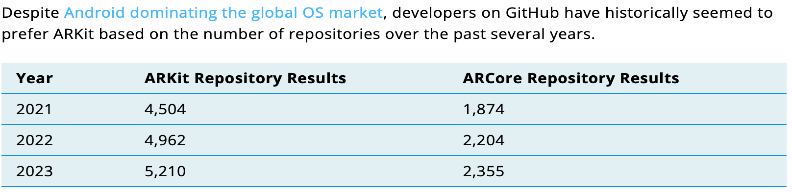 Despite Android dominating the global OS market, developers on GitHub have historically seemed to
prefer ARKit based on the number of repositories over the past several years.
Year ARKit Repository Results ARCore Repository Results
2021 4,504 1,874
2022 4,962 2,204
2023 5,210 2,355